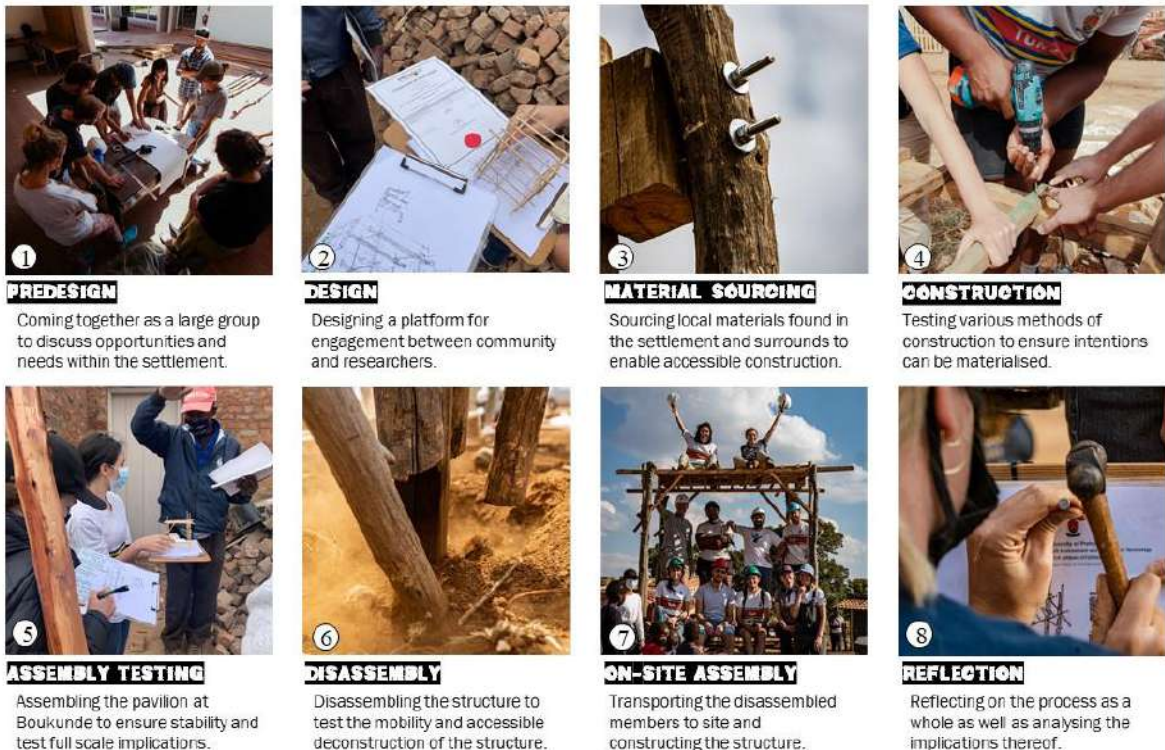 1
PREDESIGN
Coming together as a large group
to discuss opportunities and
needs within the settlement.
2
DESIGN
Designing a platform for
engagement between community
and researchers.
3
MATERIAL SOURCING
Sourcing local materials found in
the settlement and surrounds to
enable accessible construction.
4
CONSTRUCTION
Testing various methods of
construction to ensure intentions
can be materialised.
5
ASSEMBLY TESTING
Assembling the pavilion at
Boukunde to ensure stability and
test full scale implications.
6
DISASSEMBLY
Disassembling the structure to
test the mobility and accessible
deconstruction of the structure.
7
ON-SITE ASSEMBLY
Transporting the disassembled
members to site and
constructing the structure.
8
REFLECTION
Reflecting on the process as a
whole as well as analysing the
implications thereof.